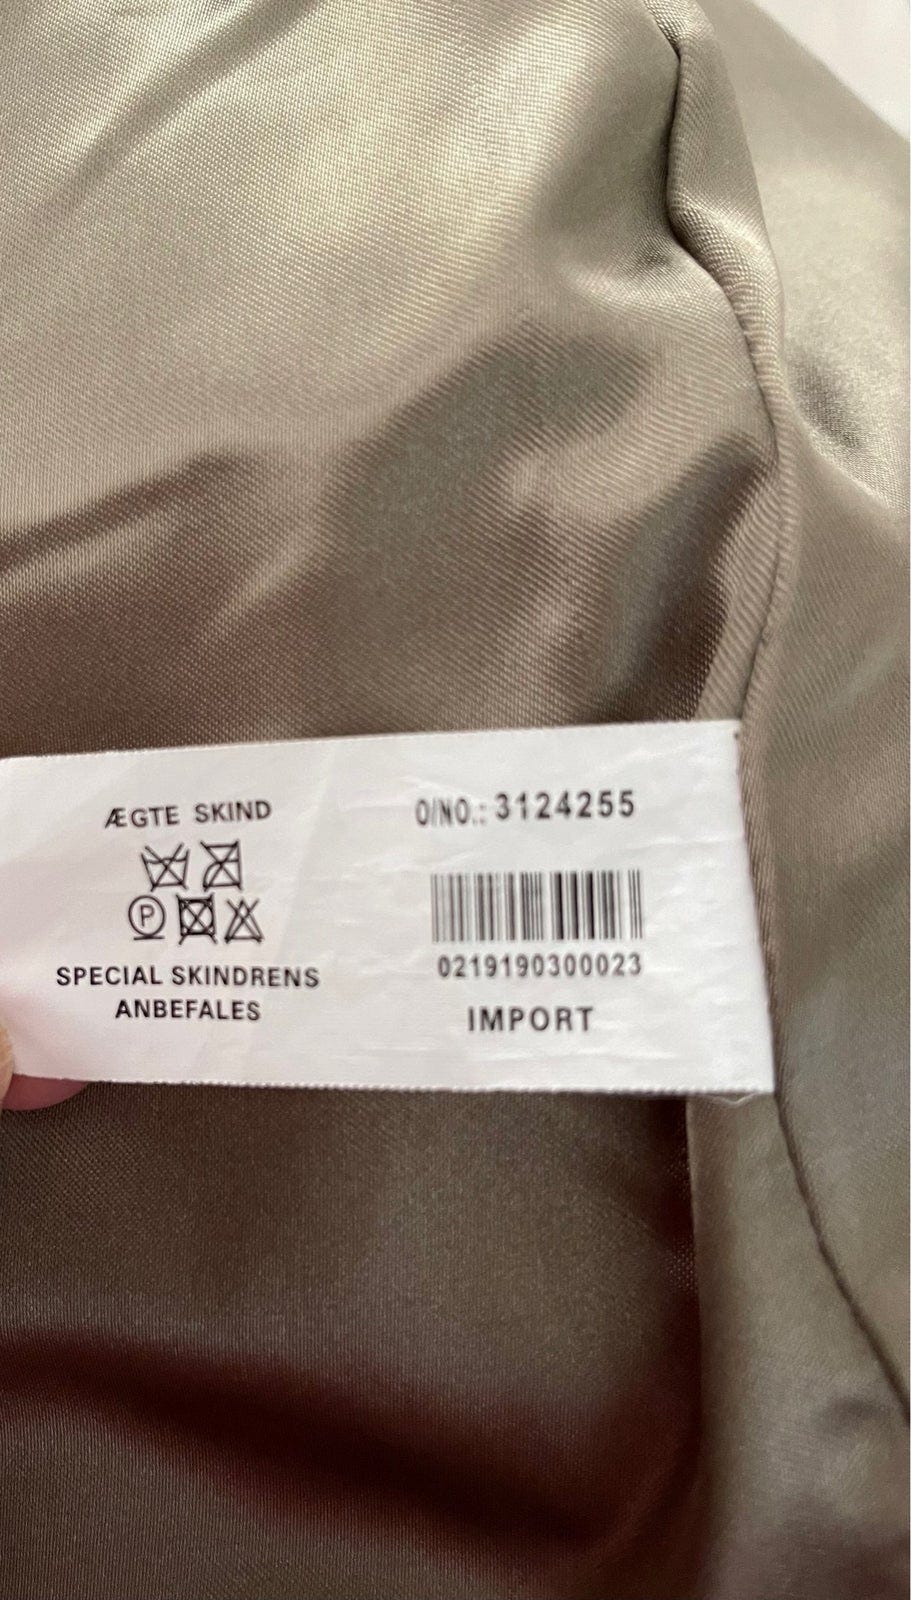 ÆGTE SKIND
P
SPECIAL SKINDRENS
ANBEFALES
O/NO.: 3124255
0219190300023
IMPORT